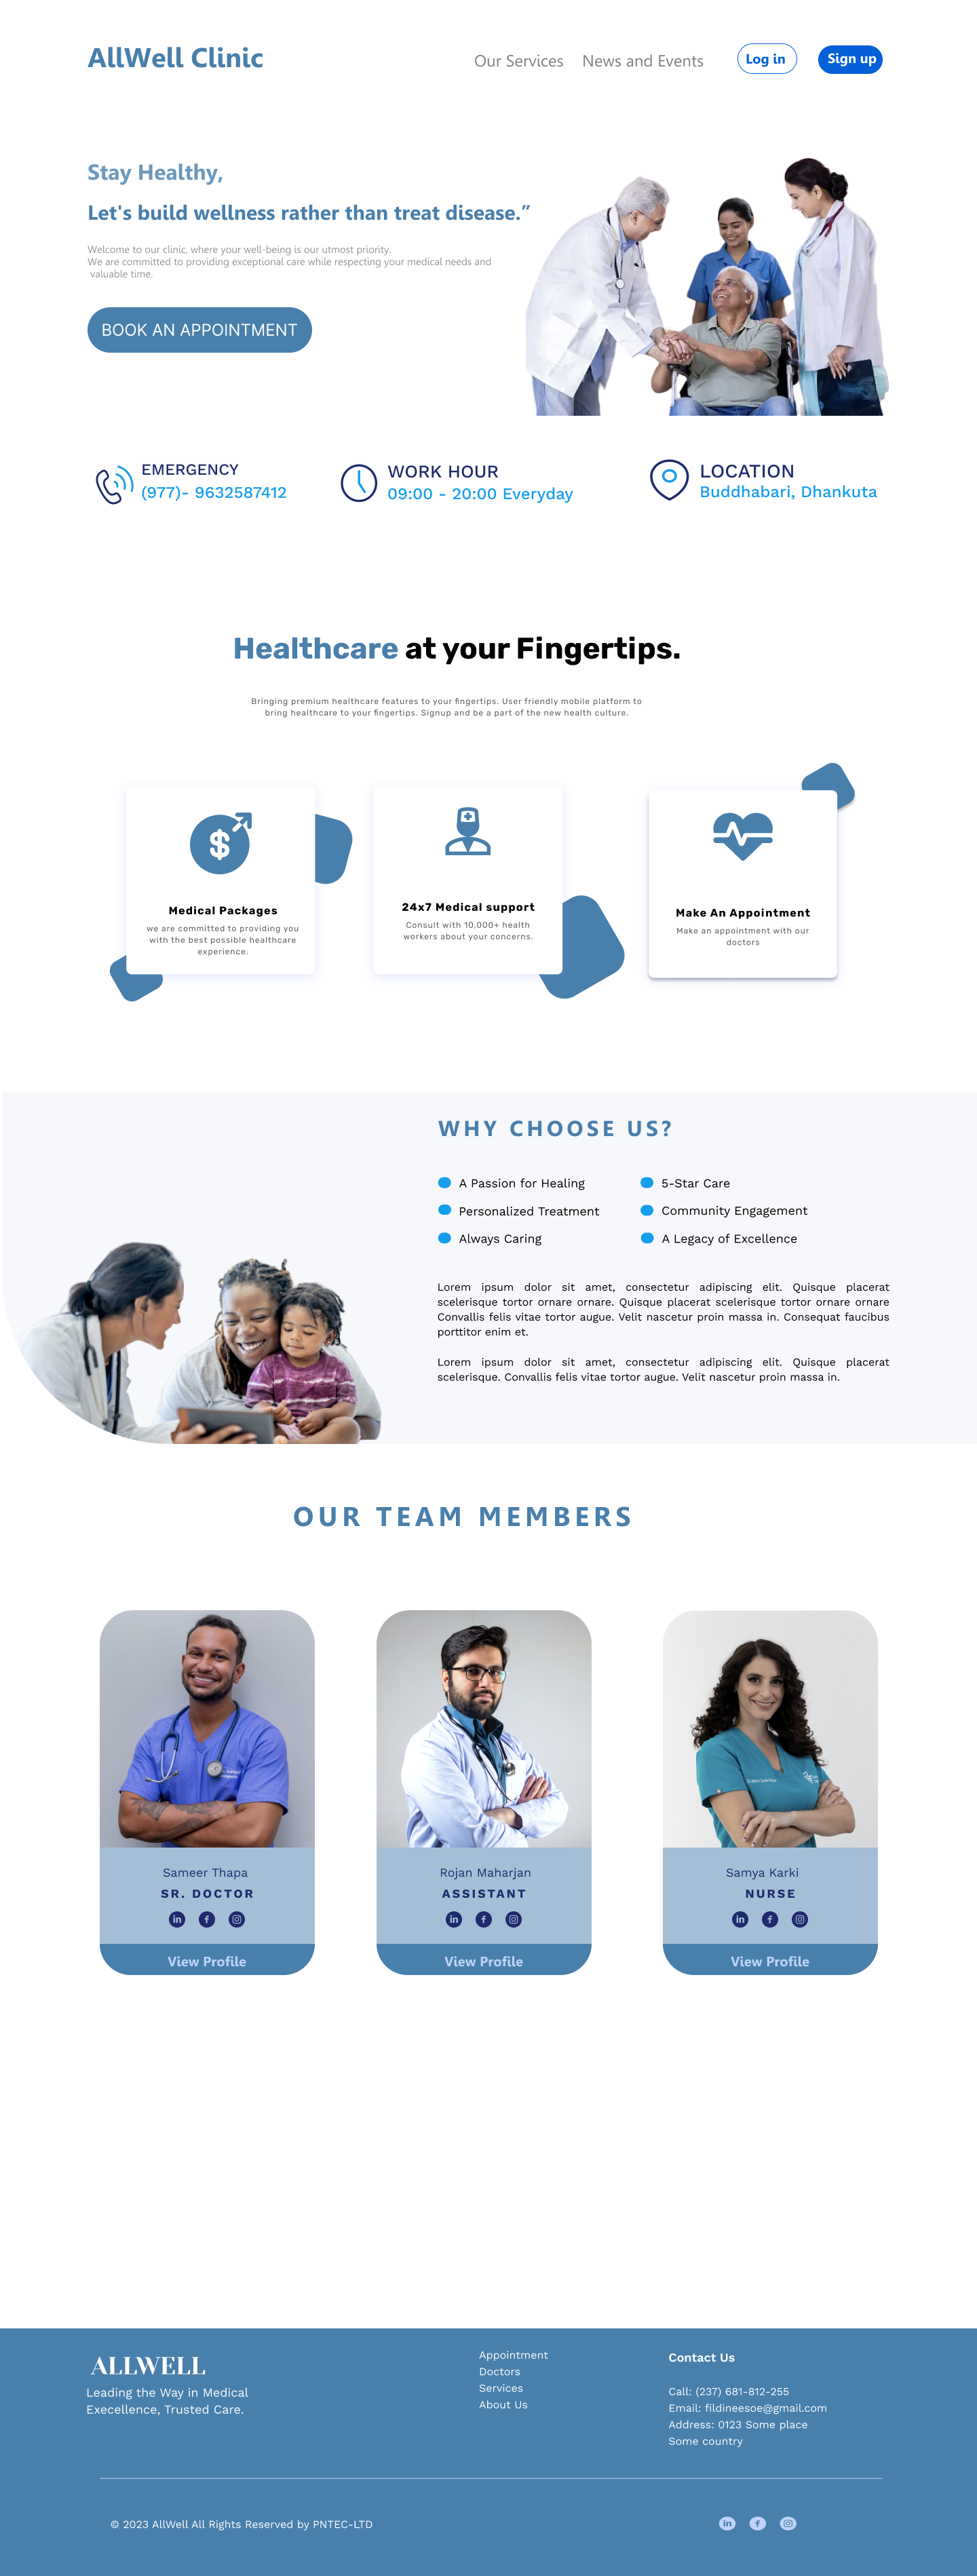 AllWell Clinic
Our Services
News and Events
Log in
Sign up
Stay Healthy,
Let's build wellness rather than treat disease.”
Welcome to our clinic, where your well-being is our utmost priority.
We are committed to providing exceptional care while respecting your medical needs and
valuable time.
BOOK AN APPOINTMENT
EMERGENCY
(977)- 9632587412
WORK HOUR
09:00 - 20:00 Everyday
LOCATION
Buddhabari, Dhankuta
Healthcare at your Fingertips.
Bringing premium healthcare features to your fingertips. User friendly mobile platform to
bring healthcare to your fingertips. Signup and be a part of the new health culture.
$
Medical Packages
we are committed to providing you
with the best possible healthcare
experience.
24x7 Medical support
Consult with 10,000+ health
workers about your concerns.
Make An Appointment
Make an appointment with our
doctors
WHY CHOOSE US?
A Passion for Healing
5-Star Care
Personalized Treatment
Community Engagement
Always Caring
A Legacy of Excellence
Lorem ipsum dolor sit amet, consectetur adipiscing elit. Quisque placerat
scelerisque tortor ornare ornare. Quisque placerat scelerisque tortor ornare ornare
Convallis felis vitae tortor augue. Velit nascetur proin massa in. Consequat faucibus
porttitor enim et.
Lorem ipsum dolor sit amet, consectetur adipiscing elit. Quisque placerat
scelerisque. Convallis felis vitae tortor augue. Velit nascetur proin massa in.
OUR TEAM MEMBERS
Sameer Thapa
SR. DOCTOR
in f
View Profile
Rojan Maharjan
ASSISTANT
in f
View Profile
Samya Karki
NURSE
in f
View Profile
ALLWELL
Leading the Way in Medical
Execellence, Trusted Care.
Appointment
Doctors
Services
About Us
Contact Us
Call: (237) 681-812-255
Email: fildineesoe@gmail.com
Address: 0123 Some place
Some country
© 2023 AllWell All Rights Reserved by PNTEC-LTD
in f